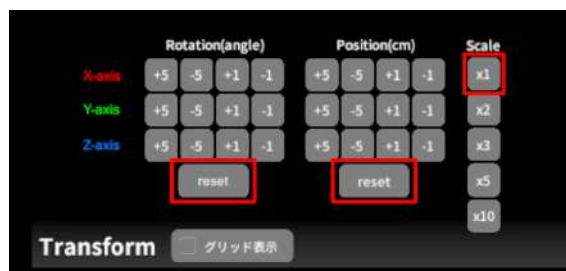 Rotation(angle) Position(cm) Scale
X-axis +5 -5 +1 -1 +5 -5 +1 -1 x1
Y-axis +5 -5 +1 -1 +5 -5 +1 -1 x2
Z-axis +5 -5 +1 -1 +5 -5 +1 -1 x3
reset reset x5
x10
Transform グリッド表示